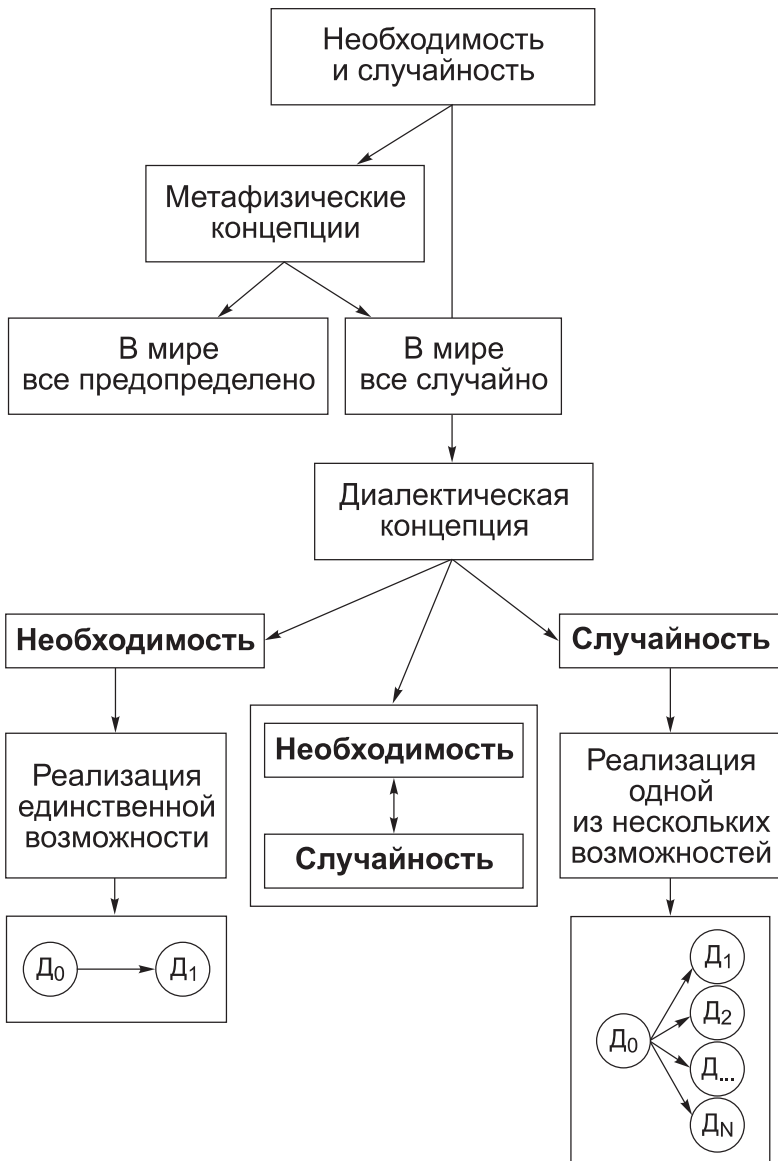 Необходимость
и случайность
Метафизические
концепции
В мире
все предопределено
В мире
все случайно
Диалектическая
концепция
Необходимость
Случайность
Реализация
единственной
возможности
Необходимость
Случайность
Реализация
одной
из нескольких
возможностей
Д0
Д1
Д0
Д1
Д2
Д...
ДN